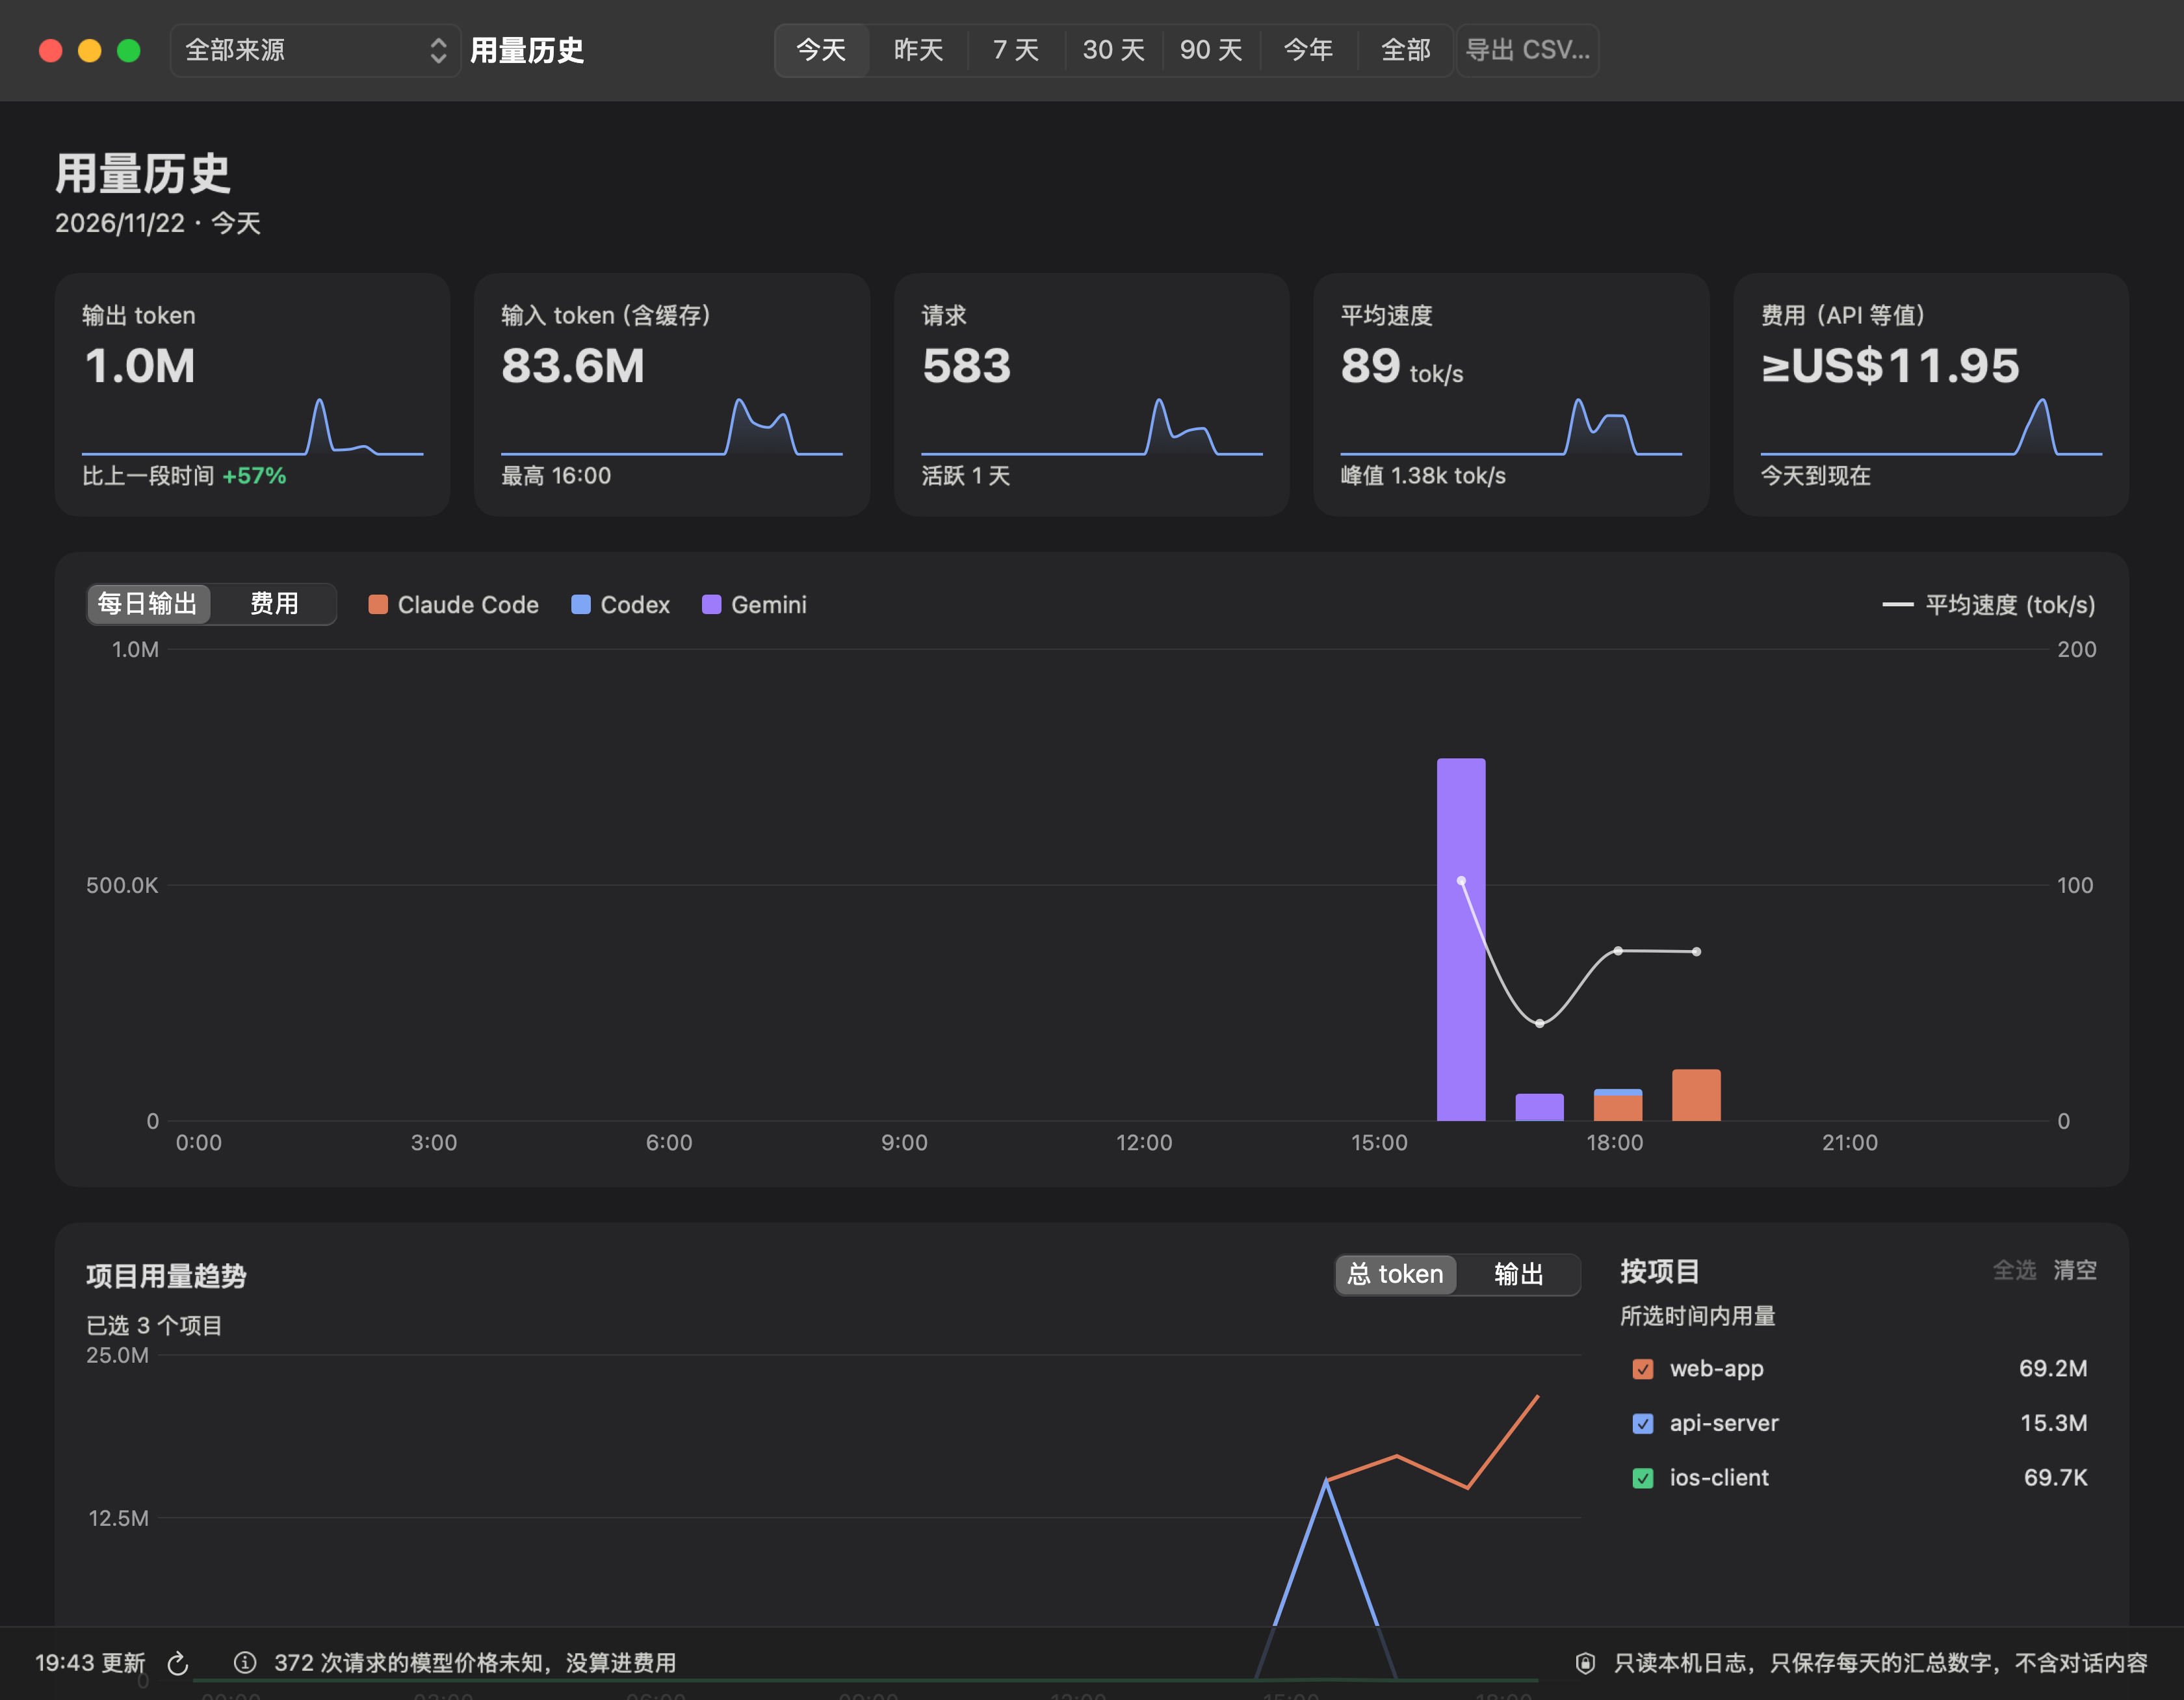 全部来源
用量历史
今天 昨天 7 天 30 天 90 天 今年 全部 导出 CSV...
用量历史
2026/11/22 · 今天
输出 token
1.0M
比上一段时间 +57%
输入 token (含缓存)
83.6M
最高 16:00
请求
583
活跃 1 天
平均速度
89 tok/s
峰值 1.38k tok/s
费用（API 等值）
≥US$11.95
今天到现在
每日输出 费用 Claude Code Codex Gemini 平均速度 (tok/s)
1.0M 200
500.0K 100
0 0
0:00 3:00 6:00 9:00 12:00 15:00 18:00 21:00
项目用量趋势
总 token 输出
已选 3 个项目
25.0M
12.5M
0
按项目 全选 清空
所选时间内用量
web-app 69.2M
api-server 15.3M
ios-client 69.7K
19:43 更新 372 次请求的模型价格未知，没算进费用
只读本机日志，只保存每天的汇总数字，不含对话内容